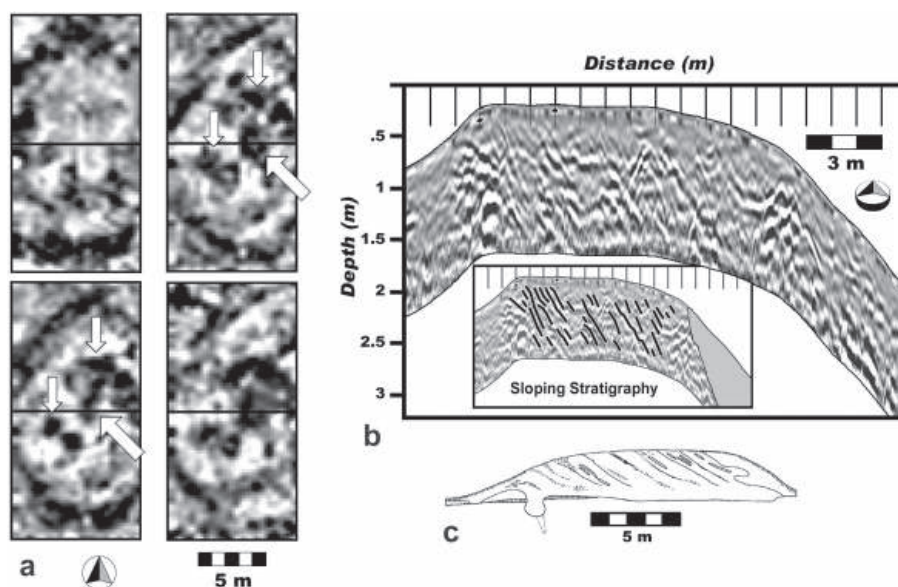 Distance (m)
Depth (m)
.5
1
1.5
2
2.5
3
3 m
Sloping Stratigraphy
b
a
5 m
c
5 m